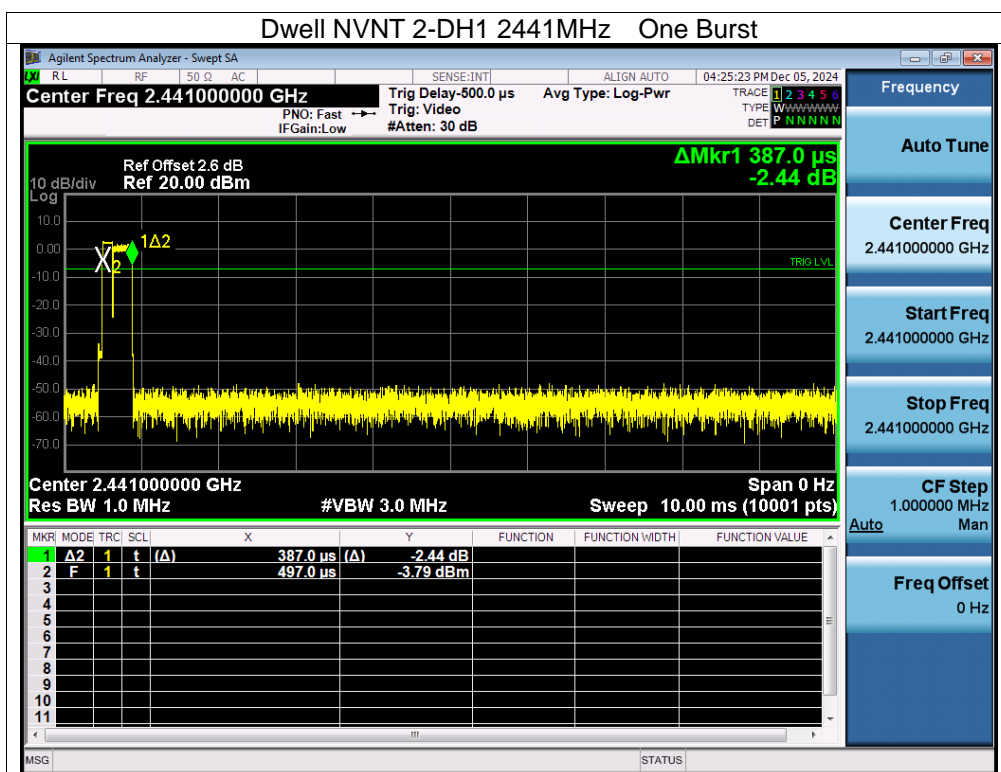 Dwell NVNT 2-DH1 2441MHz One Burst
Agilent Spectrum Analyzer - Swept SA
LXI RL RF 50 Ω AC SENSE:INT ALIGN AUTO 04:25:23 PM Dec 05, 2024
Center Freq 2.441000000 GHz Trig Delay-500.0 µs Avg Type: Log-Pwr TRACE 1 2 3 4 5 6
PNO: Fast Trig: Video TYPE WWWWWW
IFGain:Low #Atten: 30 dB DET P N N N N N
ΔMkr1 387.0 µs
-2.44 dB
Ref Offset 2.6 dB
10 dB/div Ref 20.00 dBm
Log
10.0
0.00
-10.0
-20.0
-30.0
-40.0
-50.0
-60.0
-70.0
X
2
1Δ2
TRIG LVL
Center 2.441000000 GHz Span 0 Hz
Res BW 1.0 MHz #VBW 3.0 MHz Sweep 10.00 ms (10001 pts)
MKR MODE TRC SCL X Y FUNCTION FUNCTION WIDTH FUNCTION VALUE
1 Δ2 1 t (Δ) 387.0 µs (Δ) -2.44 dB
2 F 1 t 497.0 µs -3.79 dBm
3
4
5
6
7
8
9
10
11
MSG STATUS
Frequency
Auto Tune
Center Freq
2.441000000 GHz
Start Freq
2.441000000 GHz
Stop Freq
2.441000000 GHz
CF Step
1.000000 MHz
Auto Man
Freq Offset
0 Hz